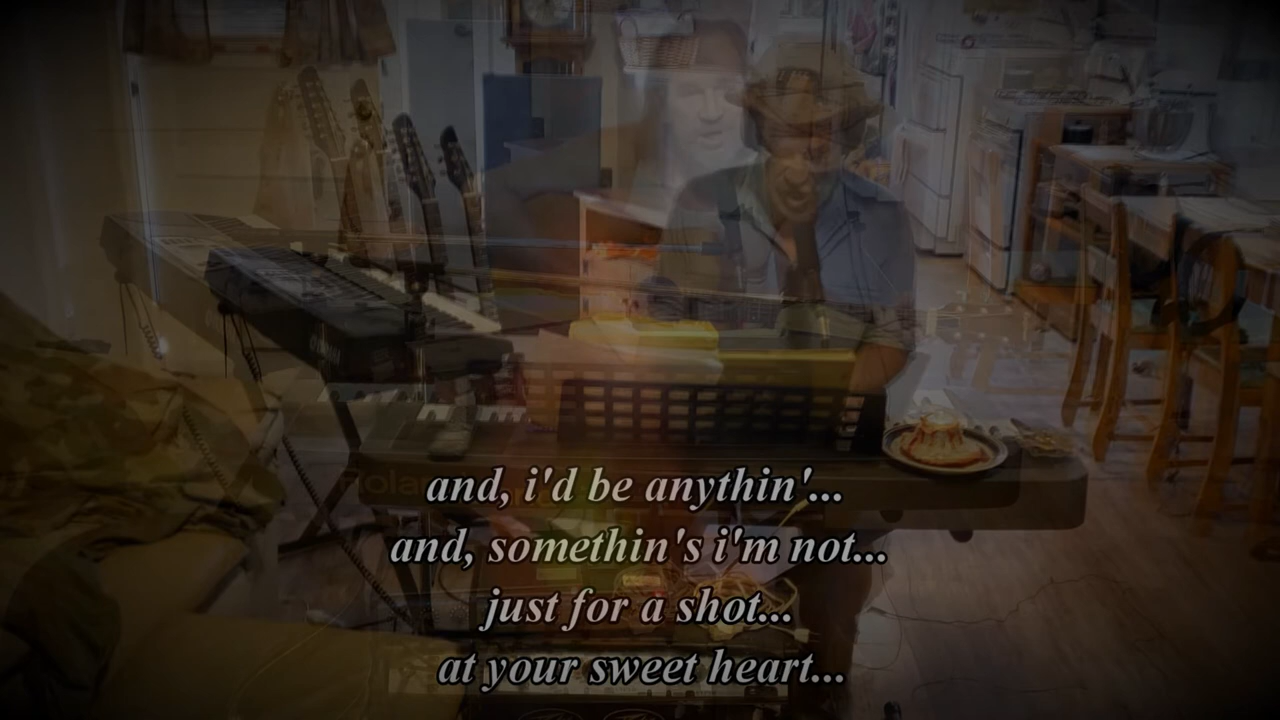 and, i'd be anythin'...
and, somethin's i'm not...
just for a shot...
at your sweet heart...